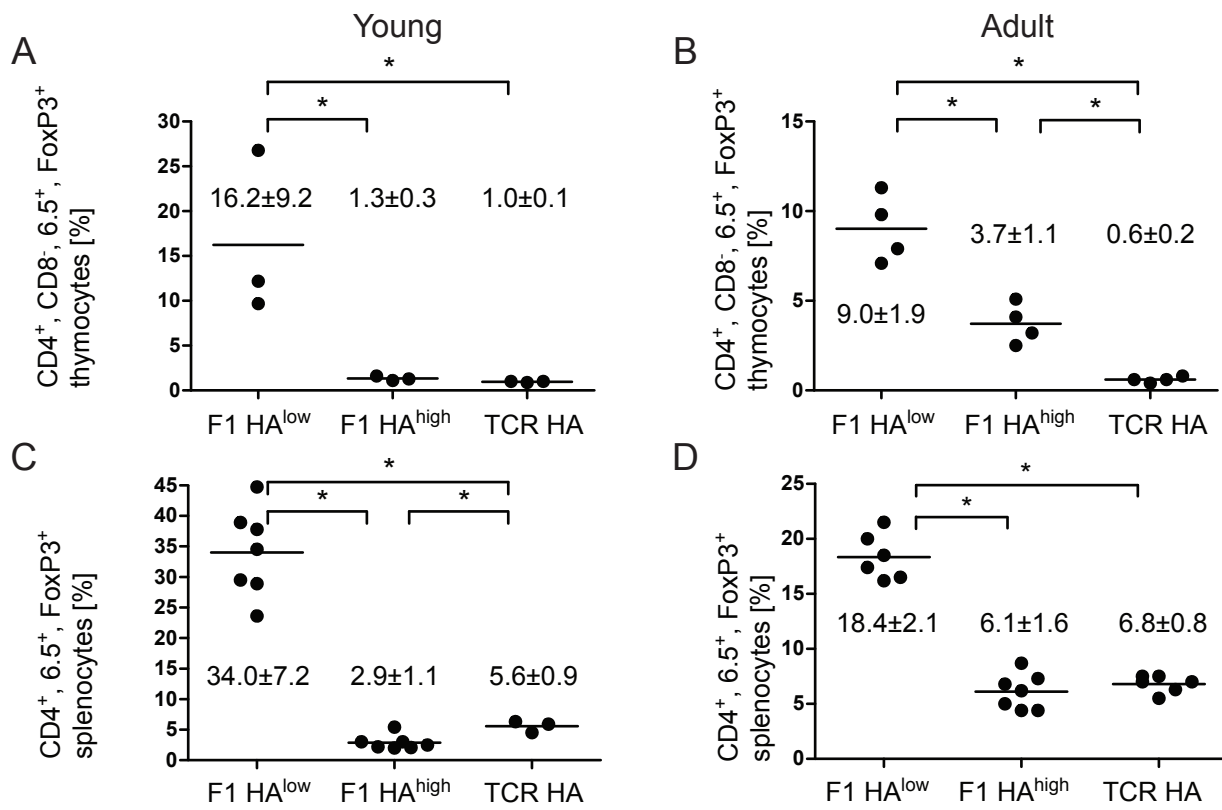 Young
Adult
A
CD4⁺, CD8⁻, 6.5⁺, FoxP3⁺
thymocytes [%]
*
*
30
25
20
15
10
5
0
16.2±9.2
1.3±0.3
1.0±0.1
F1 HAˡᵒʷ
F1 HAʰⁱᵍʰ
TCR HA
B
CD4⁺, CD8⁻, 6.5⁺, FoxP3⁺
thymocytes [%]
*
*
*
15
10
5
0
9.0±1.9
3.7±1.1
0.6±0.2
F1 HAˡᵒʷ
F1 HAʰⁱᵍʰ
TCR HA
C
CD4⁺, 6.5⁺, FoxP3⁺
splenocytes [%]
*
*
*
45
40
35
30
25
20
15
10
5
0
34.0±7.2
2.9±1.1
5.6±0.9
F1 HAˡᵒʷ
F1 HAʰⁱᵍʰ
TCR HA
D
CD4⁺, 6.5⁺, FoxP3⁺
splenocytes [%]
*
*
25
20
15
10
5
0
18.4±2.1
6.1±1.6
6.8±0.8
F1 HAˡᵒʷ
F1 HAʰⁱᵍʰ
TCR HA